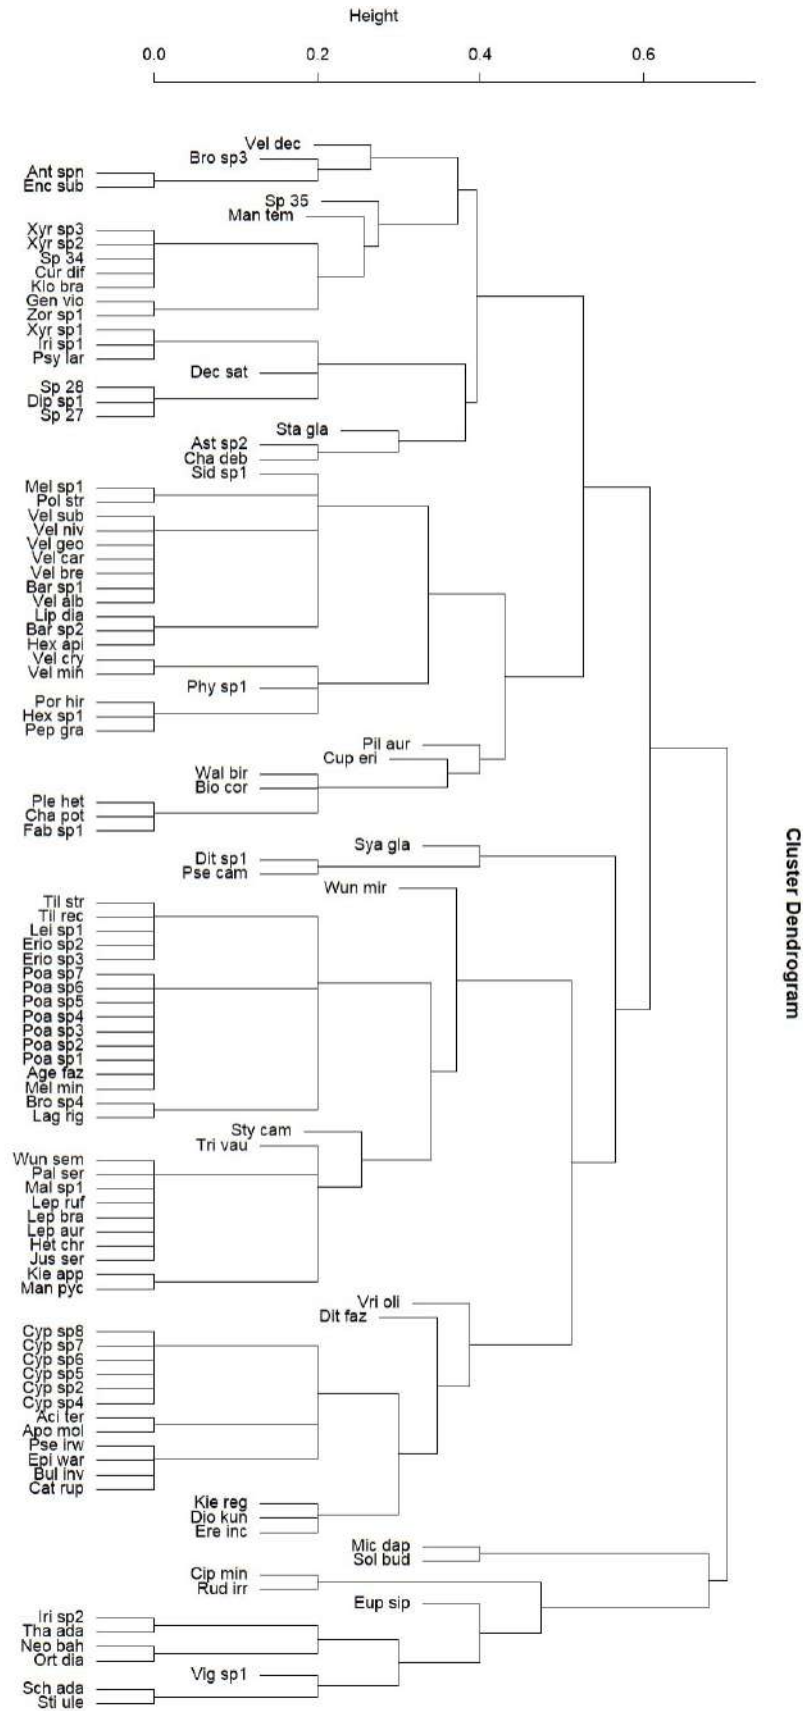 Height
0.0 0.2 0.4 0.6
Vel dec
Bro sp3
Ant spn
Enc sub
Sp 35
Man tem
Xyr sp3
Xyr sp2
Sp 34
Cur dif
Klo bra
Gen vio
Zor sp1
Xyr sp1
Iri sp1
Psy lar
Dec sat
Sp 28
Dip sp1
Sp 27
Sta gla
Ast sp2
Cha deb
Sid sp1
Mel sp1
Pol str
Vel sub
Vel niv
Vel geo
Vel car
Vel bre
Bar sp1
Vel alb
Lip dia
Bar sp2
Hex api
Vel cry
Vel min
Phy sp1
Por hir
Hex sp1
Pep gra
Pil aur
Cup eri
Wal bir
Bio cor
Ple het
Cha pot
Fab sp1
Sya gla
Dit sp1
Pse cam
Wun mir
Til str
Til rec
Lei sp1
Erio sp2
Erio sp3
Poa sp7
Poa sp6
Poa sp5
Poa sp4
Poa sp3
Poa sp2
Poa sp1
Age faz
Mel min
Bro sp4
Lag rig
Sty cam
Tri vau
Wun sem
Pal ser
Mal sp1
Lep ruf
Lep bra
Lep aur
Het chr
Jus ser
Kie app
Man pyc
Vri oli
Dit faz
Cyp sp8
Cyp sp7
Cyp sp6
Cyp sp5
Cyp sp2
Cyp sp4
Aci ter
Apo mol
Pse irw
Epi war
Bul inv
Cat rup
Kie reg
Dio kun
Ere inc
Mic dap
Sol bud
Cip min
Rud irr
Eup sip
Iri sp2
Tha ada
Neo bah
Ort dia
Vig sp1
Sch ada
Sti ule
Cluster Dendrogram